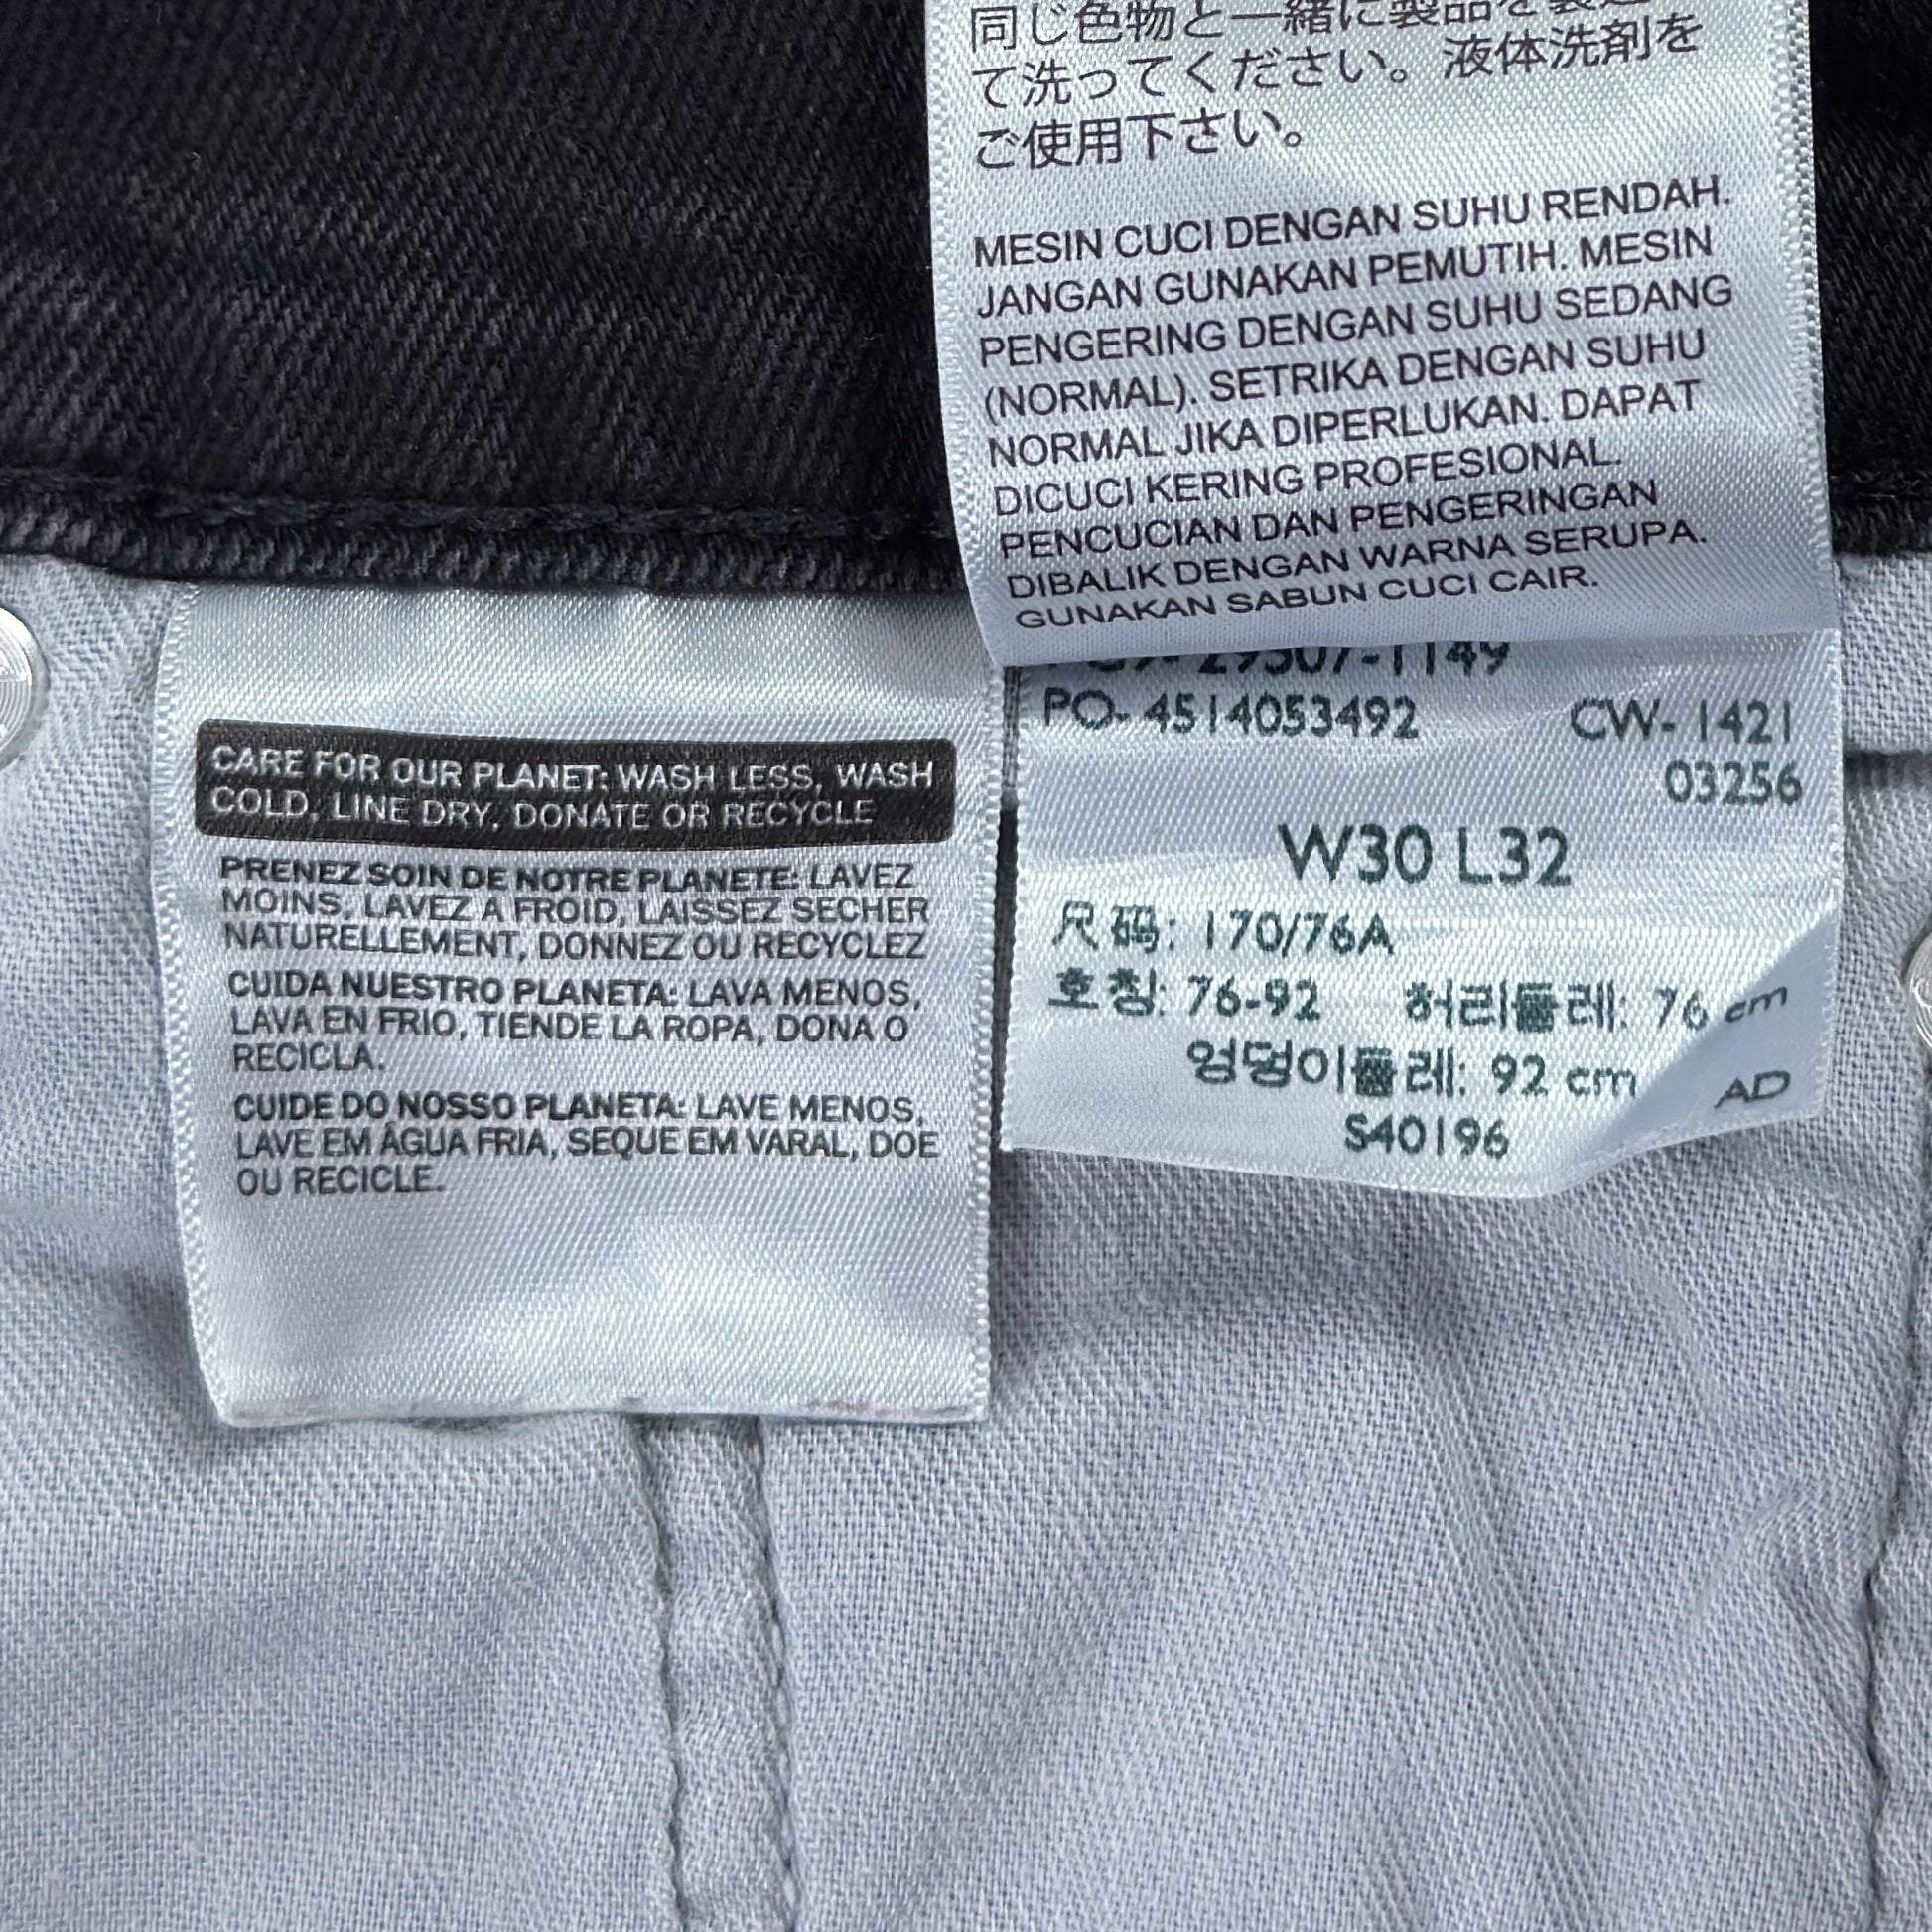 同じ色物と一緒に製品を裏返し
て洗ってください。液体洗剤を
ご使用下さい。
MESIN CUCI DENGAN SUHU RENDAH.
JANGAN GUNAKAN PEMUTIH. MESIN
PENGERING DENGAN SUHU SEDANG
(NORMAL). SETRIKA DENGAN SUHU
NORMAL JIKA DIPERLUKAN. DAPAT
DICUCI KERING PROFESIONAL.
PENCUCIAN DAN PENGERINGAN
DIBALIK DENGAN WARNA SERUPA.
GUNAKAN SABUN CUCI CAIR.
CARE FOR OUR PLANET: WASH LESS, WASH
COLD, LINE DRY, DONATE OR RECYCLE
PRENEZ SOIN DE NOTRE PLANETE: LAVEZ
MOINS, LAVEZ A FROID, LAISSEZ SECHER
NATURELLEMENT, DONNEZ OU RECYCLEZ
CUIDA NUESTRO PLANETA: LAVA MENOS,
LAVA EN FRIO, TIENDE LA ROPA, DONA O
RECICLA.
CUIDE DO NOSSO PLANETA: LAVE MENOS,
LAVE EM ÁGUA FRIA, SEQUE EM VARAL, DOE
OU RECICLE.
29507-1149
PO- 4514053492 CW- 1421
03256
W30 L32
尺码: 170/76A
호칭: 76-92 허리둘레: 76 cm
엉덩이둘레: 92 cm AD
S40196